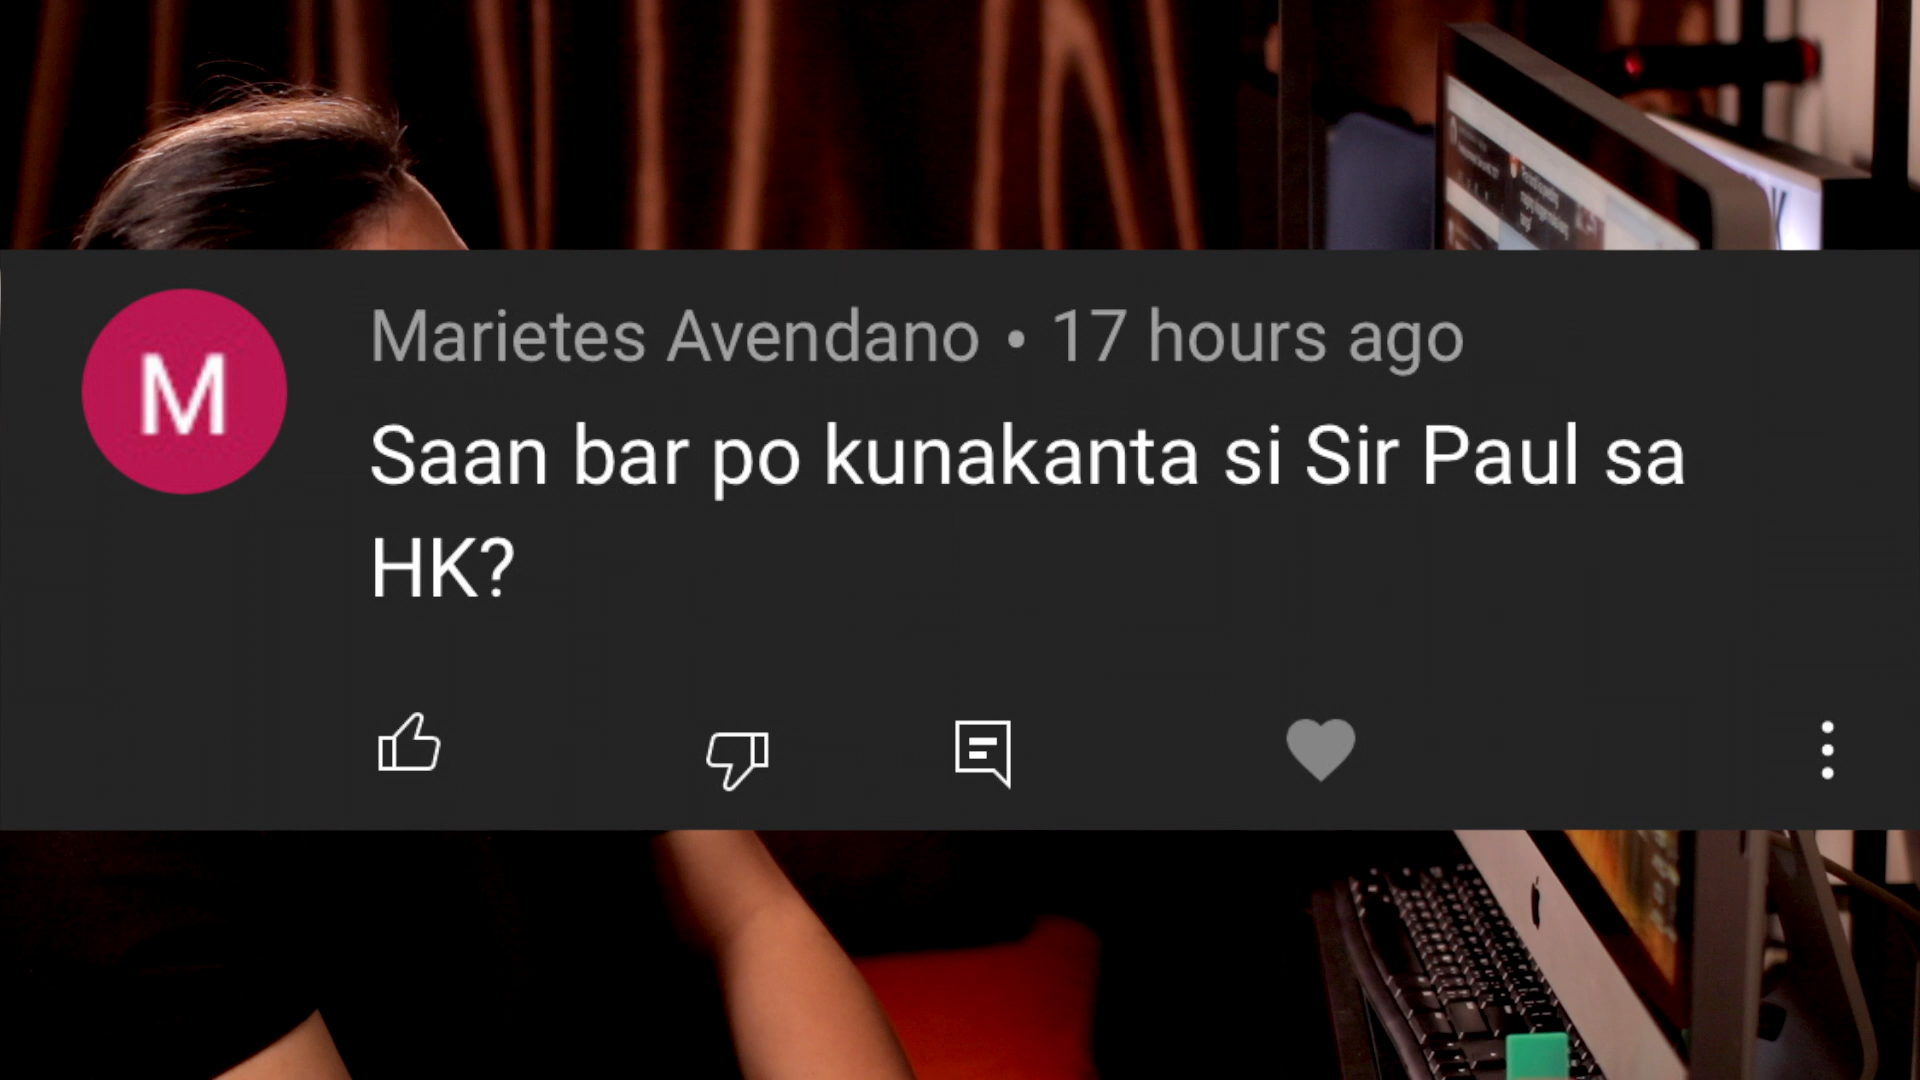 M
Marietes Avendano • 17 hours ago
Saan bar po kunakanta si Sir Paul sa
HK?